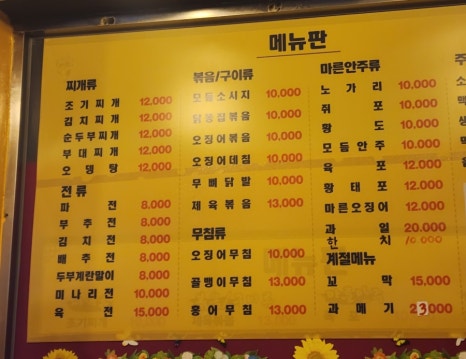 메뉴판
찌개류
조기찌개 12.000
김치찌개 12.000
순두부찌개 12.000
부대찌개 12.000
오뎅탕 12.000
전류
파전 8.000
부추전 8.000
김치전 8.000
배추전 8.000
두부계란말이 8.000
미나리전 10.000
육전 15.000
볶음/구이류
모듬소시지 10.000
닭똥집볶음 10.000
오징어볶음 10.000
오징어데침 10.000
무뼈닭발 10.000
제육볶음 13.000
무침류
오징어무침 10.000
골뱅이무침 13.000
홍어무침 13.000
마른안주류
노가리 10.000
쥐포 10.000
황도 10.000
모듬안주 10.000
육포 12.000
황태포 12.000
마른오징어 12.000
과일 20.000
한치 10.000
계절메뉴
꼬막 15,000
과메기 23,000